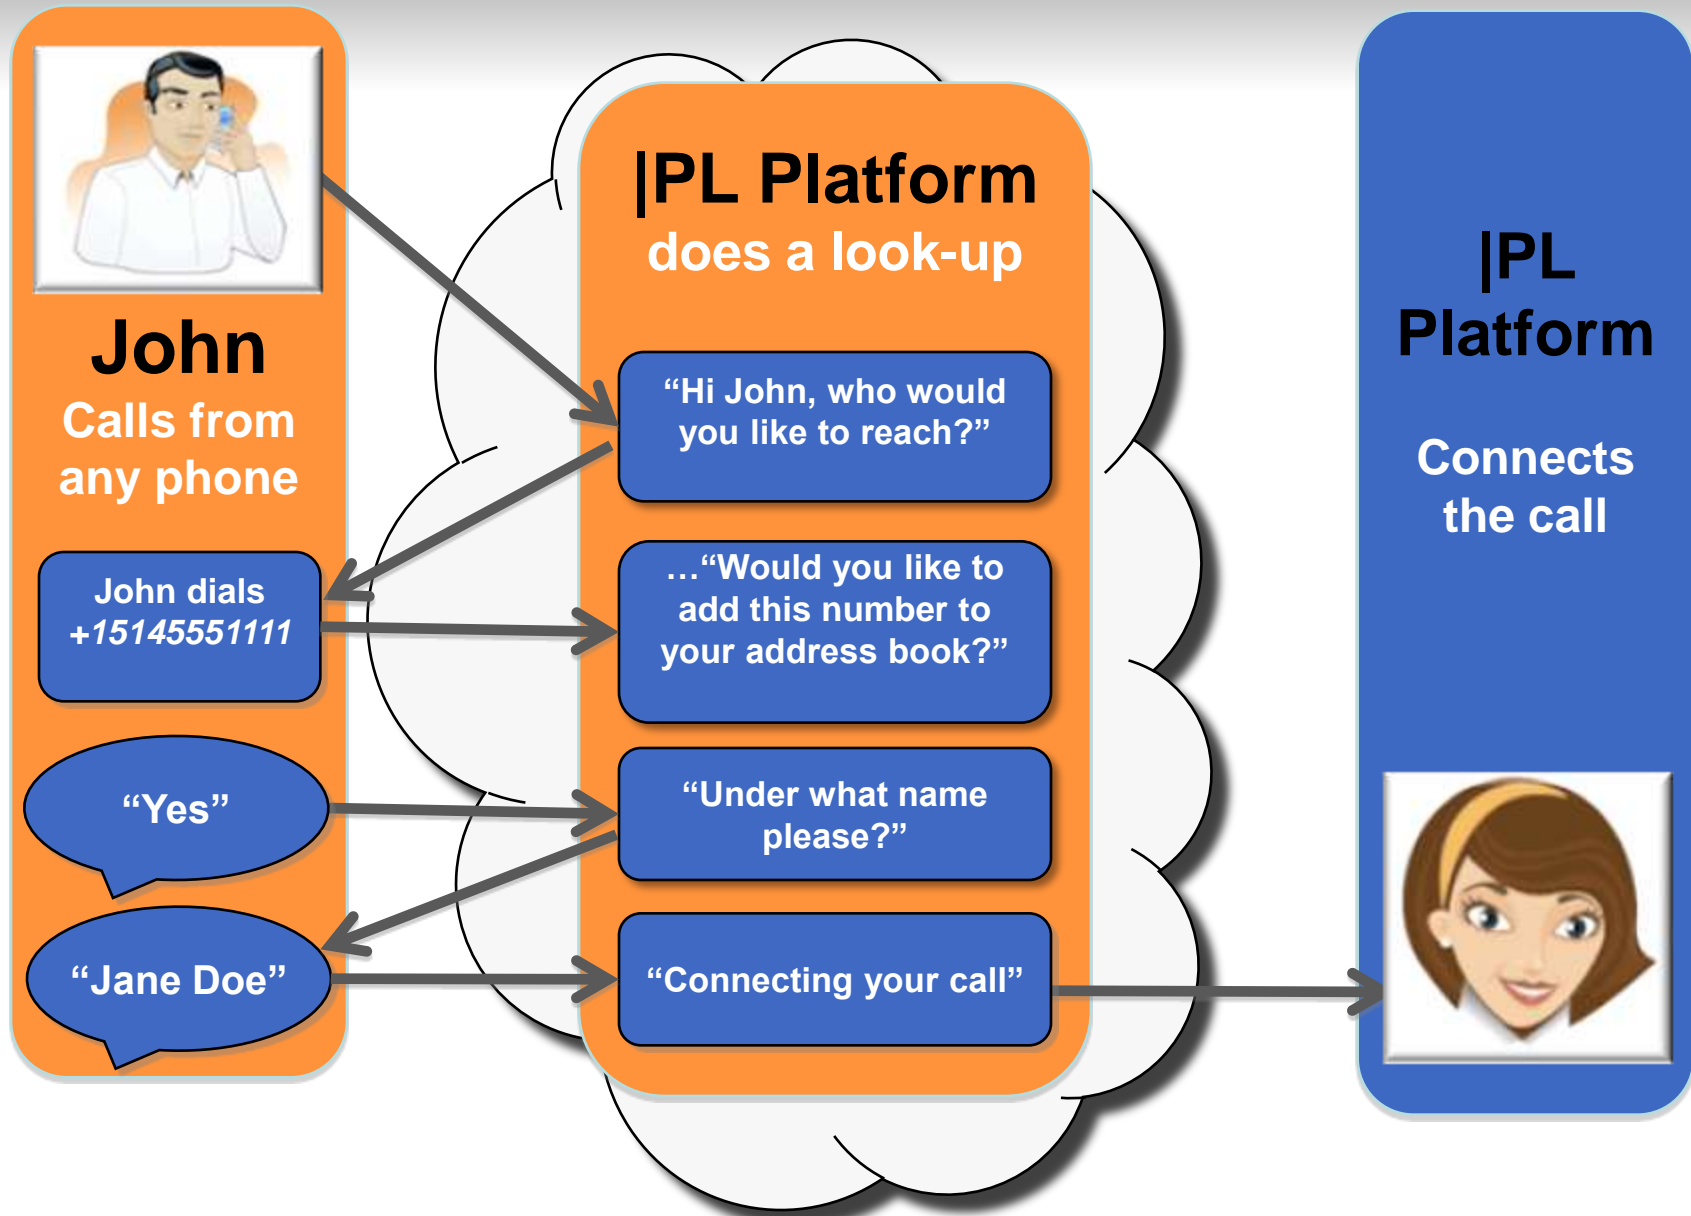 John
Calls from
any phone
John dials
+15145551111
“Yes”
“Jane Doe”
|PL Platform
does a look-up
“Hi John, who would
you like to reach?”
…“Would you like to
add this number to
your address book?”
“Under what name
please?”
“Connecting your call”
|PL
Platform
Connects
the call